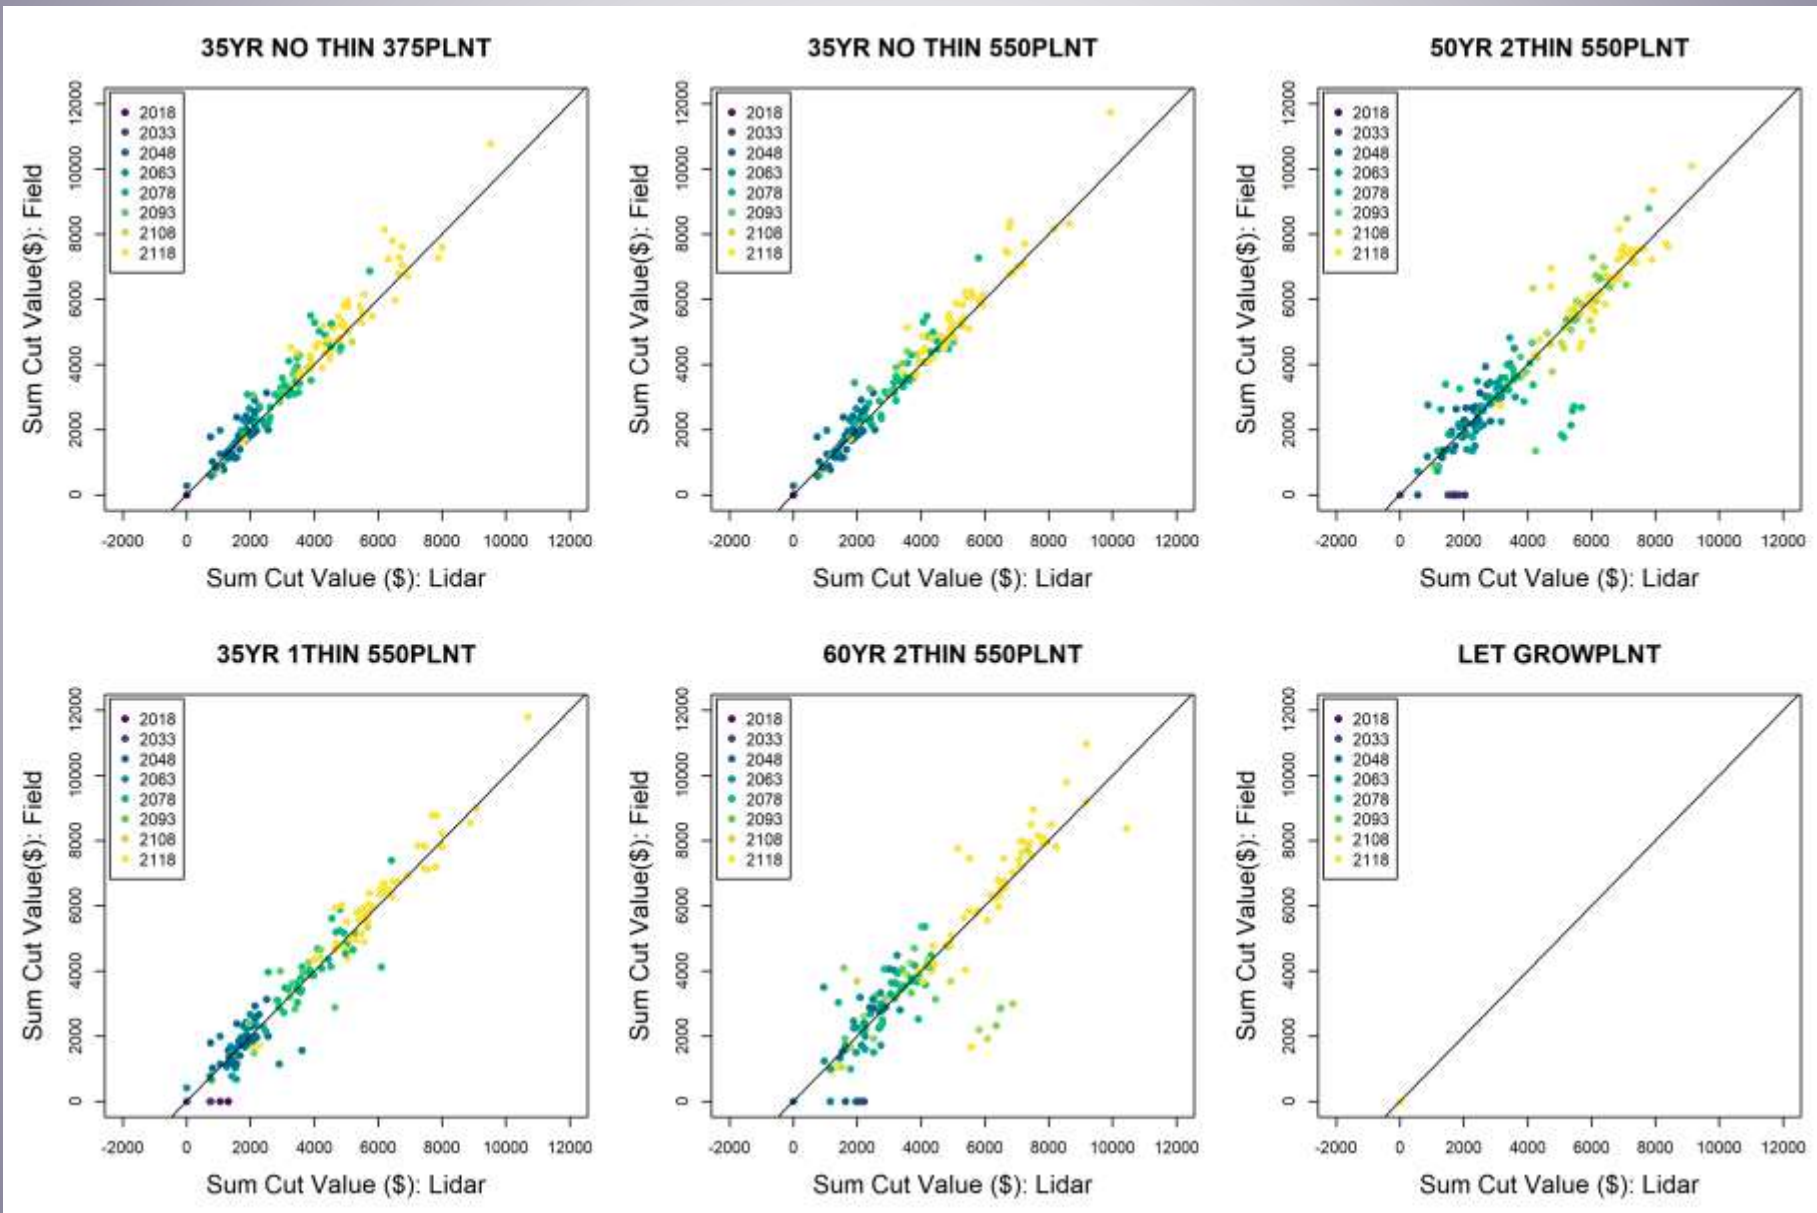 35YR NO THIN 375PLNT
2018
2033
2048
2063
2078
2093
2108
2118
Sum Cut Value($): Field
0 2000 4000 6000 8000 10000 12000
-2000 0 2000 4000 6000 8000 10000 12000
Sum Cut Value ($): Lidar
35YR NO THIN 550PLNT
2018
2033
2048
2063
2078
2093
2108
2118
Sum Cut Value($): Field
0 2000 4000 6000 8000 10000 12000
-2000 0 2000 4000 6000 8000 10000 12000
Sum Cut Value ($): Lidar
50YR 2THIN 550PLNT
2018
2033
2048
2063
2078
2093
2108
2118
Sum Cut Value($): Field
0 2000 4000 6000 8000 10000 12000
-2000 0 2000 4000 6000 8000 10000 12000
Sum Cut Value ($): Lidar
35YR 1THIN 550PLNT
2018
2033
2048
2063
2078
2093
2108
2118
Sum Cut Value($): Field
0 2000 4000 6000 8000 10000 12000
-2000 0 2000 4000 6000 8000 10000 12000
Sum Cut Value ($): Lidar
60YR 2THIN 550PLNT
2018
2033
2048
2063
2078
2093
2108
2118
Sum Cut Value($): Field
0 2000 4000 6000 8000 10000 12000
-2000 0 2000 4000 6000 8000 10000 12000
Sum Cut Value ($): Lidar
LET GROWPLNT
2018
2033
2048
2063
2078
2093
2108
2118
Sum Cut Value($): Field
0 2000 4000 6000 8000 10000 12000
-2000 0 2000 4000 6000 8000 10000 12000
Sum Cut Value ($): Lidar